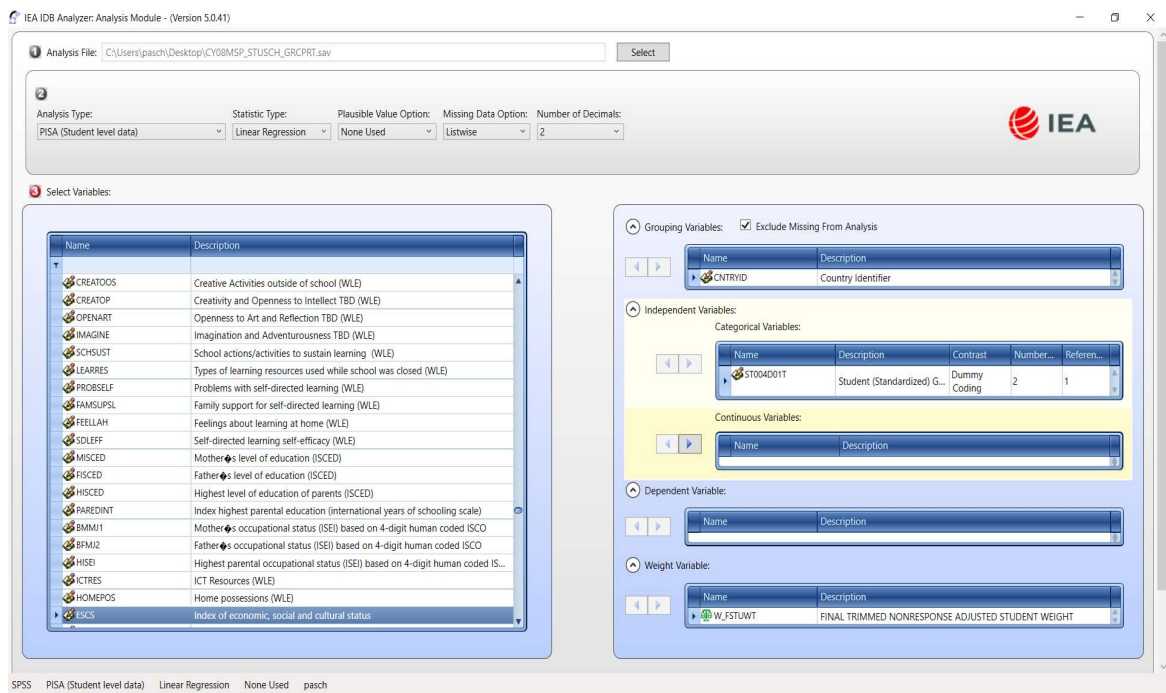 IEA IDB Analyzer: Analysis Module - (Version 5.0.41)
1 Analysis File: C:\Users\pasch\Desktop\CY08MSP_STUSCH_GRCPRT.sav Select
2
Analysis Type: Statistic Type: Plausible Value Option: Missing Data Option: Number of Decimals:
PISA (Student level data) Linear Regression None Used Listwise 2
IEA
3 Select Variables:
Name Description
CREATOOS Creative Activities outside of school (WLE)
CREATOP Creativity and Openness to Intellect TBD (WLE)
OPENART Openness to Art and Reflection TBD (WLE)
IMAGINE Imagination and Adventurousness TBD (WLE)
SCHSUST School actions/activities to sustain learning (WLE)
LEARRES Types of learning resources used while school was closed (WLE)
PROBSELF Problems with self-directed learning (WLE)
FAMSUPSL Family support for self-directed learning (WLE)
FEELLAH Feelings about learning at home (WLE)
SDLEFF Self-directed learning self-efficacy (WLE)
MISCED Mother�s level of education (ISCED)
FISCED Father�s level of education (ISCED)
HISCED Highest level of education of parents (ISCED)
PAREDINT Index highest parental education (international years of schooling scale)
BMMJ1 Mother�s occupational status (ISEI) based on 4-digit human coded ISCO
BFMJ2 Father�s occupational status (ISEI) based on 4-digit human coded ISCO
HISEI Highest parental occupational status (ISEI) based on 4-digit human coded IS...
ICTRES ICT Resources (WLE)
HOMEPOS Home possessions (WLE)
ESCS Index of economic, social and cultural status
Grouping Variables: Exclude Missing From Analysis
Name Description
CNTRYID Country Identifier
Independent Variables:
Categorical Variables:
Name Description Contrast Number... Referen...
ST004D01T Student (Standardized) G... Dummy Coding 2 1
Continuous Variables:
Name Description
Dependent Variable:
Name Description
Weight Variable:
Name Description
W_FSTUWT FINAL TRIMMED NONRESPONSE ADJUSTED STUDENT WEIGHT
SPSS PISA (Student level data) Linear Regression None Used pasch